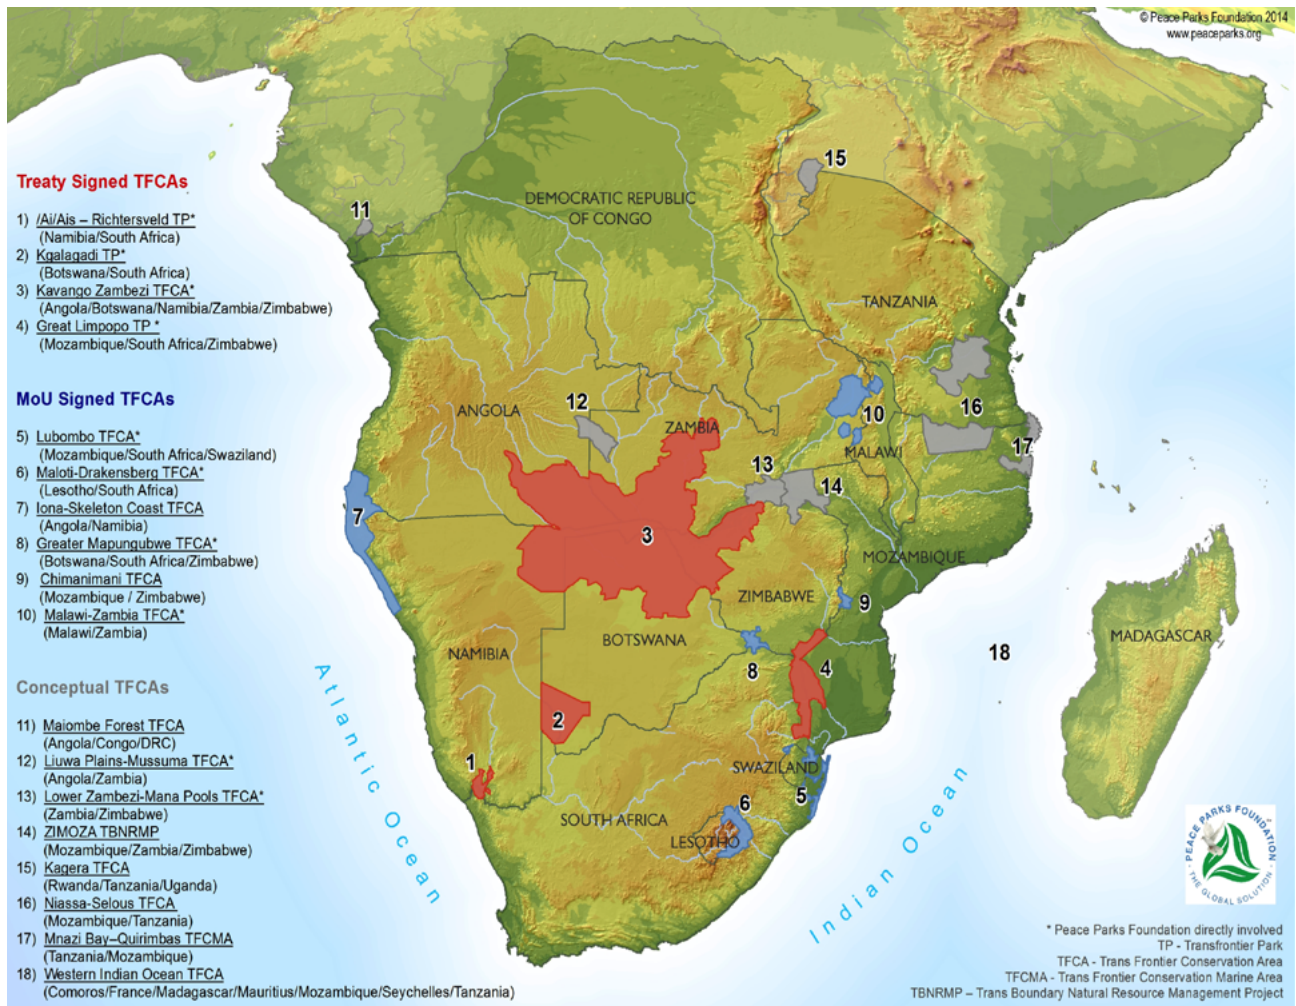 © Peace Parks Foundation 2014
www.peaceparks.org
Treaty Signed TFCAs
1) /Ai/Ais – Richtersveld TP*
(Namibia/South Africa)
2) Kgalagadi TP*
(Botswana/South Africa)
3) Kavango Zambezi TFCA*
(Angola/Botswana/Namibia/Zambia/Zimbabwe)
4) Great Limpopo TP *
(Mozambique/South Africa/Zimbabwe)
MoU Signed TFCAs
5) Lubombo TFCA*
(Mozambique/South Africa/Swaziland)
6) Maloti-Drakensberg TFCA*
(Lesotho/South Africa)
7) Iona-Skeleton Coast TFCA
(Angola/Namibia)
8) Greater Mapungubwe TFCA*
(Botswana/South Africa/Zimbabwe)
9) Chimanimani TFCA
(Mozambique / Zimbabwe)
10) Malawi-Zambia TFCA*
(Malawi/Zambia)
Conceptual TFCAs
11) Maiombe Forest TFCA
(Angola/Congo/DRC)
12) Liuwa Plains-Mussuma TFCA*
(Angola/Zambia)
13) Lower Zambezi-Mana Pools TFCA*
(Zambia/Zimbabwe)
14) ZIMOZA TBNRMP
(Mozambique/Zambia/Zimbabwe)
15) Kagera TFCA
(Rwanda/Tanzania/Uganda)
16) Niassa-Selous TFCA
(Mozambique/Tanzania)
17) Mnazi Bay–Quirimbas TFCMA
(Tanzania/Mozambique)
18) Western Indian Ocean TFCA
(Comoros/France/Madagascar/Mauritius/Mozambique/Seychelles/Tanzania)
15
DEMOCRATIC REPUBLIC
OF CONGO
11
TANZANIA
12
ANGOLA
16
10
ZAMBIA
17
MALAWI
13
14
7
3
MOZAMBIQUE
ZIMBABWE
9
MADAGASCAR
BOTSWANA
NAMIBIA
18
8
4
2
1
SWANZILAND
5
6
SOUTH AFRICA
LESOTHO
Atlantic Ocean
Indian Ocean
PEACE PARKS FOUNDATION
THE GLOBAL SOLUTION
* Peace Parks Foundation directly involved
TP - Transfrontier Park
TFCA - Trans Frontier Conservation Area
TFCMA - Trans Frontier Conservation Marine Area
TBNRMP – Trans Boundary Natural Resource Management Project